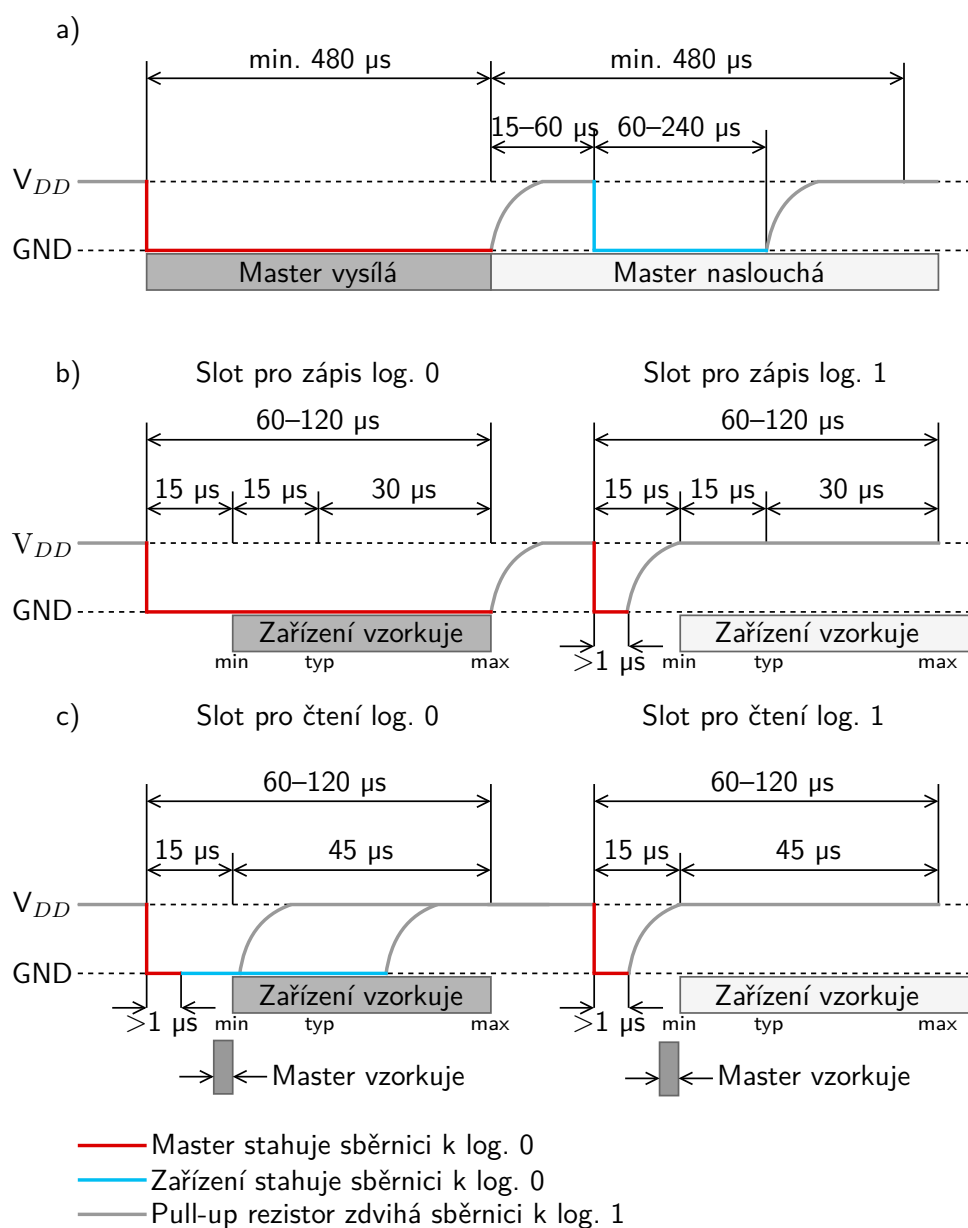 a)
min. 480 µs min. 480 µs
15–60 µs 60–240 µs
VDD
GND
Master vysílá Master naslouchá
b) Slot pro zápis log. 0 Slot pro zápis log. 1
60–120 µs 60–120 µs
15 µs 15 µs 30 µs 15 µs 15 µs 30 µs
VDD
GND
Zařízení vzorkuje Zařízení vzorkuje
min typ max >1 µs min typ max
c) Slot pro čtení log. 0 Slot pro čtení log. 1
60–120 µs 60–120 µs
15 µs 45 µs 15 µs 45 µs
VDD
GND
Zařízení vzorkuje Zařízení vzorkuje
>1 µs min typ max >1 µs min typ max
Master vzorkuje Master vzorkuje
Master stahuje sběrnici k log. 0
Zařízení stahuje sběrnici k log. 0
Pull-up rezistor zdvihá sběrnici k log. 1